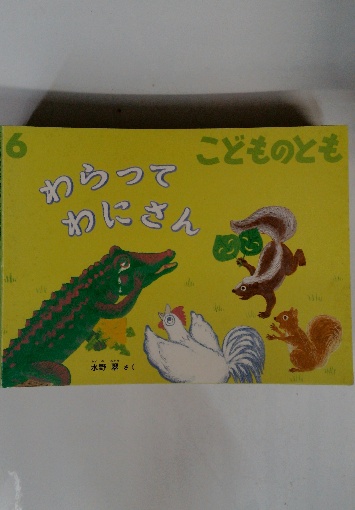 6
こどものとも
わらって
わにさん
水野 翠 さく